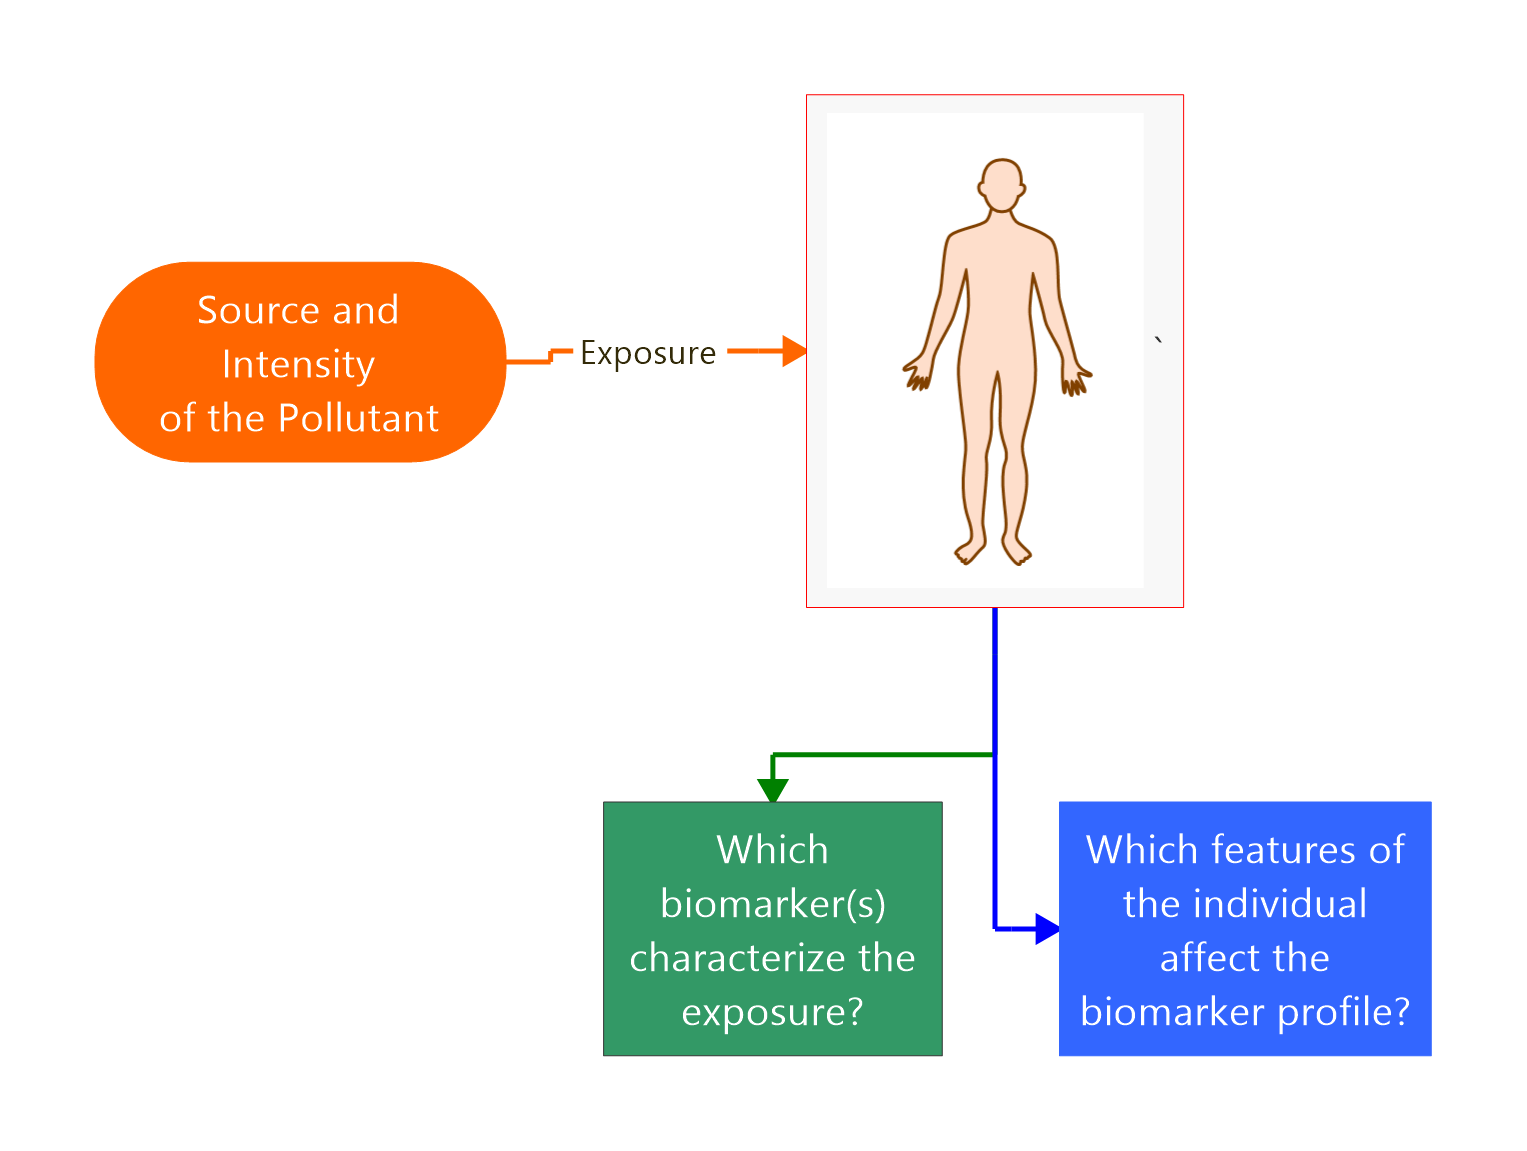 Source and
Intensity
of the Pollutant
Exposure
`
Which
biomarker(s)
characterize the
exposure?
Which features of
the individual
affect the
biomarker profile?